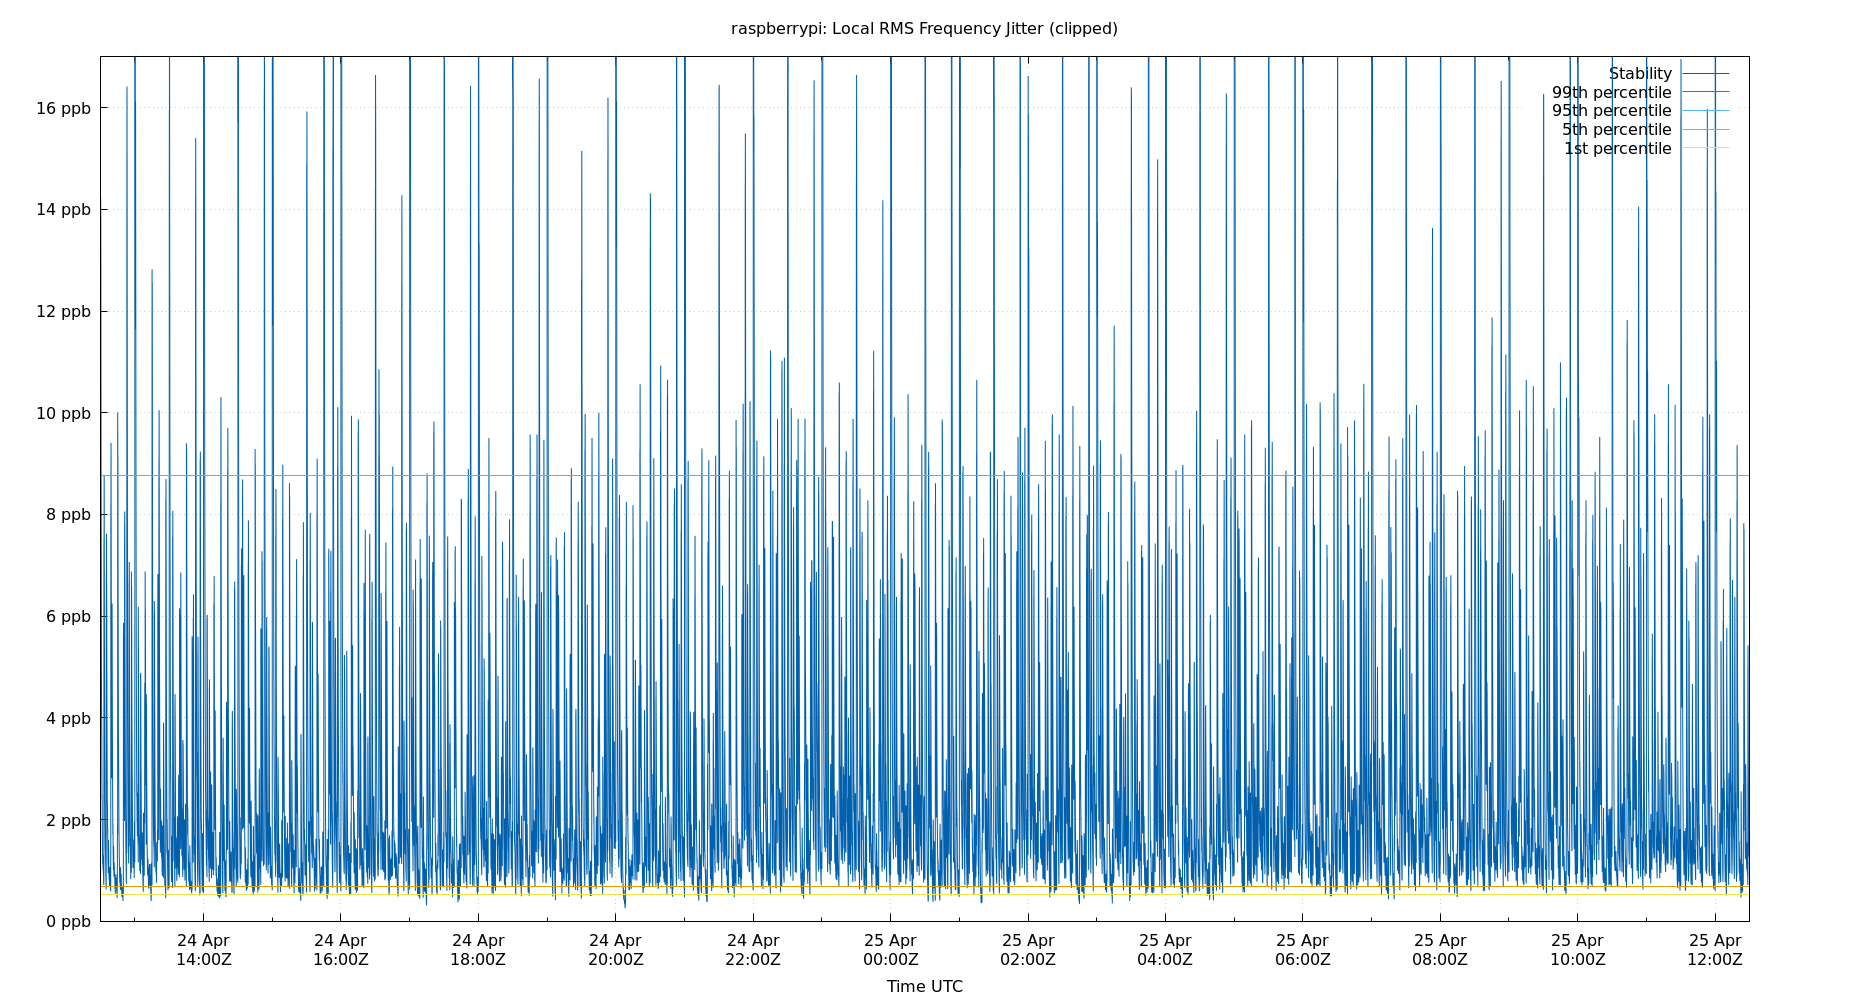 raspberrypi: Local RMS Frequency Jitter (clipped)
Stability
99th percentile
95th percentile
5th percentile
1st percentile
16 ppb
14 ppb
12 ppb
10 ppb
8 ppb
6 ppb
4 ppb
2 ppb
0 ppb
24 Apr 24 Apr 24 Apr 24 Apr 24 Apr 25 Apr 25 Apr 25 Apr 25 Apr 25 Apr 25 Apr 25 Apr
14:00Z 16:00Z 18:00Z 20:00Z 22:00Z 00:00Z 02:00Z 04:00Z 06:00Z 08:00Z 10:00Z 12:00Z
Time UTC